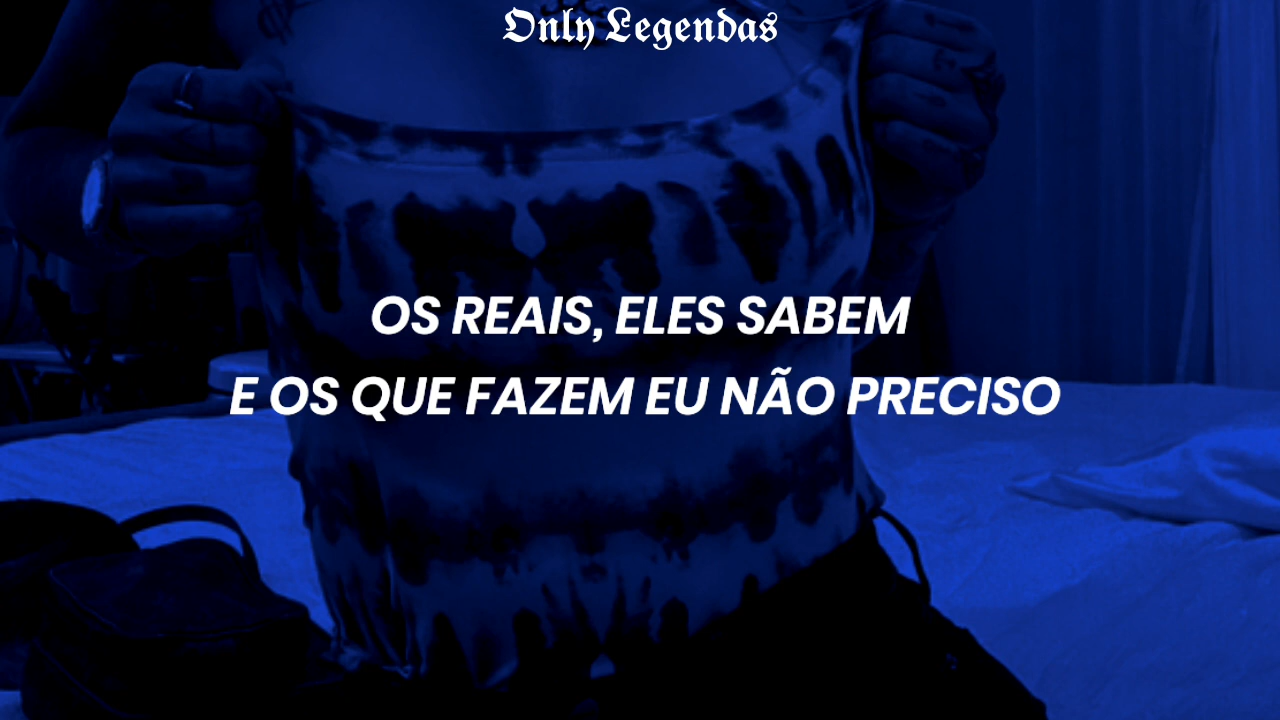 Only Legendas
OS REAIS, ELES SABEM
E OS QUE FAZEM EU NÃO PRECISO